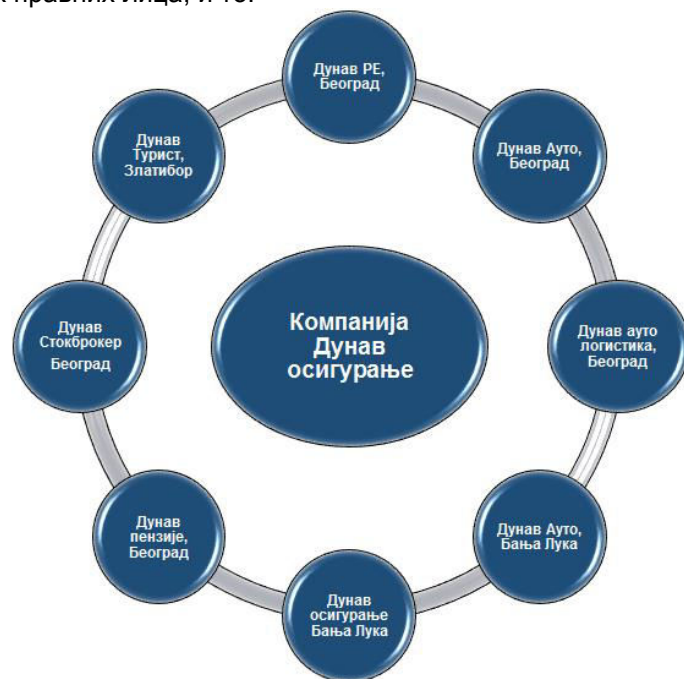 правних лица, и то:
Дунав РЕ,
Београд
Дунав Ауто,
Београд
Дунав ауто
логистика,
Београд
Дунав Ауто,
Бања Лука
Дунав
осигурање
Бања Лука
Дунав
пензије,
Београд
Дунав
Стокброкер
Београд
Дунав
Турист,
Златибор
Компанија
Дунав
осигурање